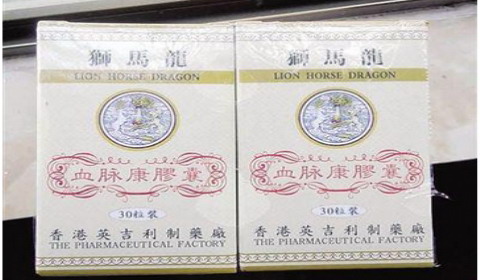 獅馬龍
LION HORSE DRAGON
血脉康膠囊
30粒裝
香港英吉利制藥廠
THE PHARMACEUTICAL FACTORY
獅馬龍
LION HORSE DRAGON
血脉康膠囊
30粒裝
香港英吉利制藥廠
THE PHARMACEUTICAL FACTORY